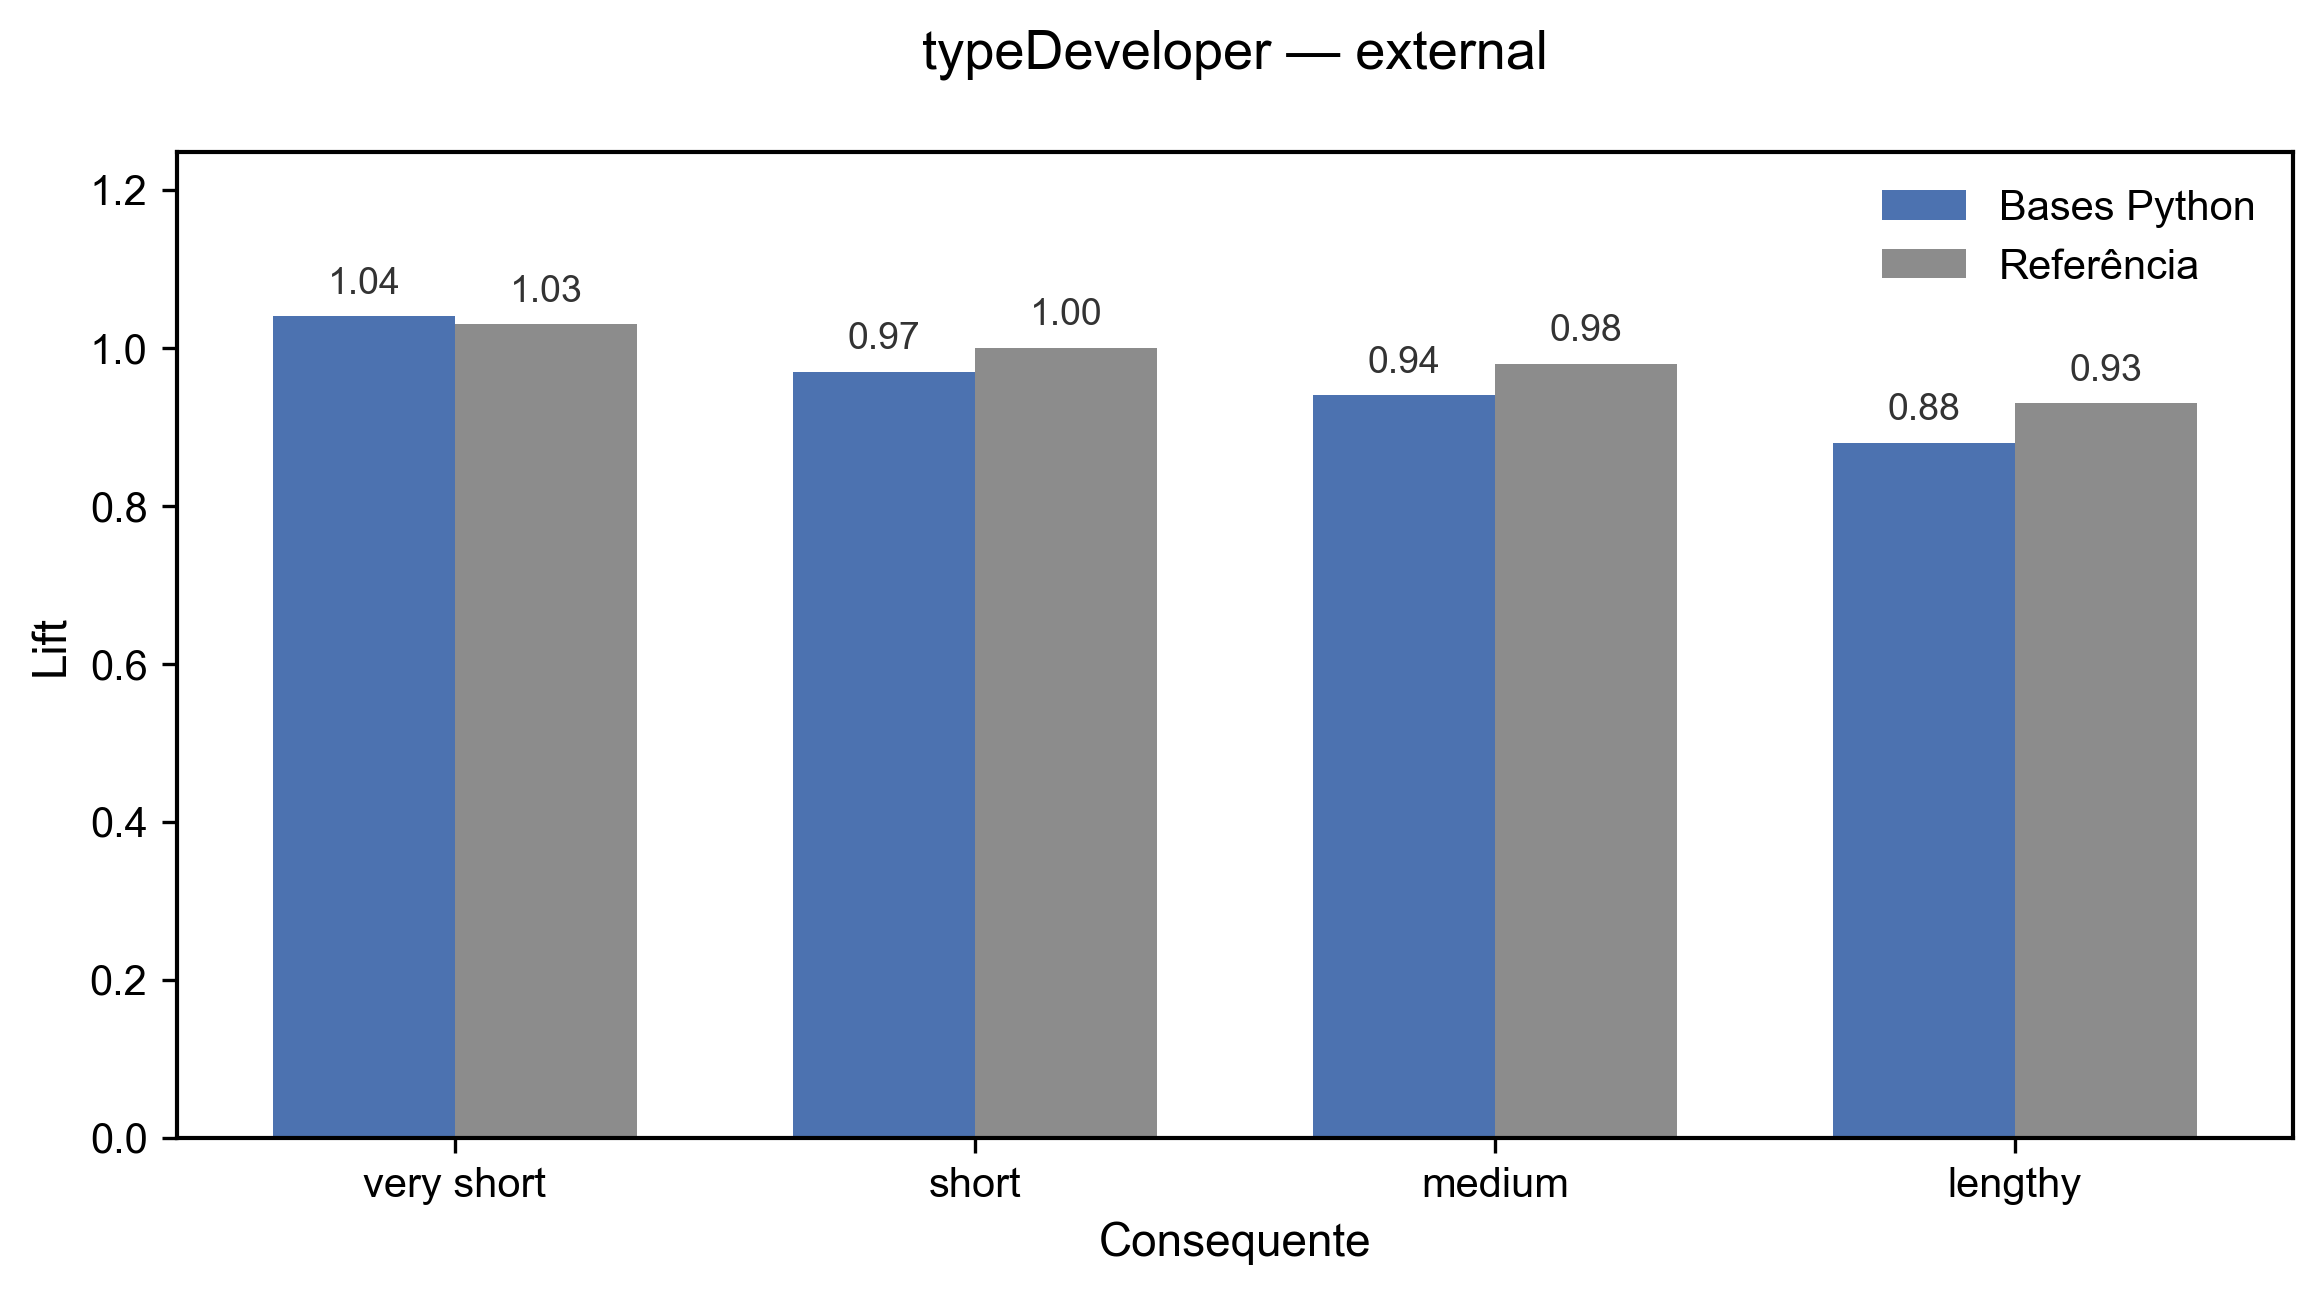 typeDeveloper — external
1.2
1.0
0.8
0.6
0.4
0.2
0.0
Lift
Bases Python
Referência
1.04
1.03
0.97
1.00
0.94
0.98
0.88
0.93
very short
short
medium
lengthy
Consequente